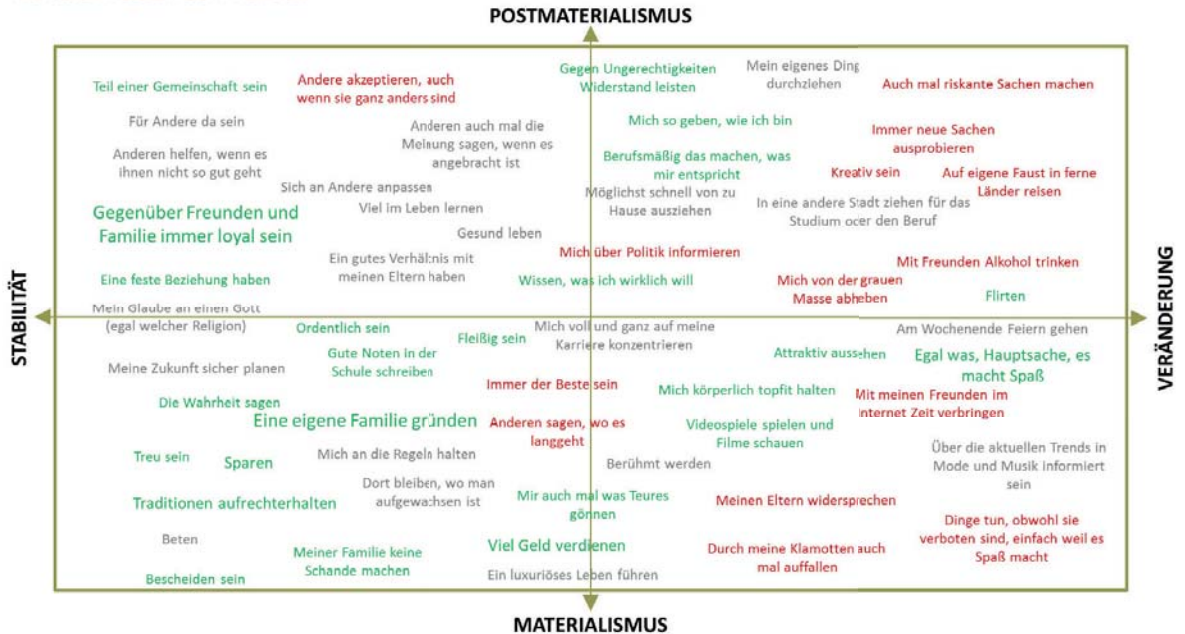 POSTMATERIALISMUS
Teil einer Gemeinschaft sein
Andere akzeptieren, auch
wenn sie ganz anders sind
Gegen Ungerechtigkeiten
Widerstand leisten
Mein eigenes Ding
durchziehen
Auch mal riskante Sachen machen
Für Andere da sein
Anderen auch mal die
Meinung sagen, wenn es
angebracht ist
Mich so geben, wie ich bin
Immer neue Sachen
ausprobieren
Anderen helfen, wenn es
ihnen nicht so gut geht
Berufsmäßig das machen, was
mir entspricht
Kreativ sein
Auf eigene Faust in ferne
Länder reisen
Sich an Andere anpassen
Möglichst schnell von zu
Hause ausziehen
In eine andere Stadt ziehen für das
Studium oder den Beruf
Gegenüber Freunden und
Familie immer loyal sein
Viel im Leben lernen
Gesund leben
Ein gutes Verhältnis mit
meinen Eltern haben
Mich über Politik informieren
Mit Freunden Alkohol trinken
Eine feste Beziehung haben
Wissen, was ich wirklich will
Mich von der grauen
Masse abheben
Flirten
STABILITÄT
VERÄNDERUNG
Mein Glaube an einen Gott
(egal welcher Religion)
Ordentlich sein
Fleißig sein
Mich voll und ganz auf meine
Karriere konzentrieren
Am Wochenende Feiern gehen
Meine Zukunft sicher planen
Gute Noten in der
Schule schreiben
Attraktiv aussehen
Egal was, Hauptsache, es
macht Spaß
Immer der Beste sein
Mich körperlich topfit halten
Mit meinen Freunden im
Internet Zeit verbringen
Die Wahrheit sagen
Eine eigene Familie gründen
Anderen sagen, wo es
langgeht
Videospiele spielen und
Filme schauen
Treu sein
Sparen
Mich an die Regeln halten
Berühmt werden
Über die aktuellen Trends in
Mode und Musik informiert
sein
Traditionen aufrechterhalten
Dort bleiben, wo man
aufgewachsen ist
Mir auch mal was Teures
gönnen
Meinen Eltern widersprechen
Beten
Meiner Familie keine
Schande machen
Viel Geld verdienen
Durch meine Klamotten auch
mal auffallen
Dinge tun, obwohl sie
verboten sind, einfach weil es
Spaß macht
Bescheiden sein
Ein luxuriöses Leben führen
MATERIALISMUS